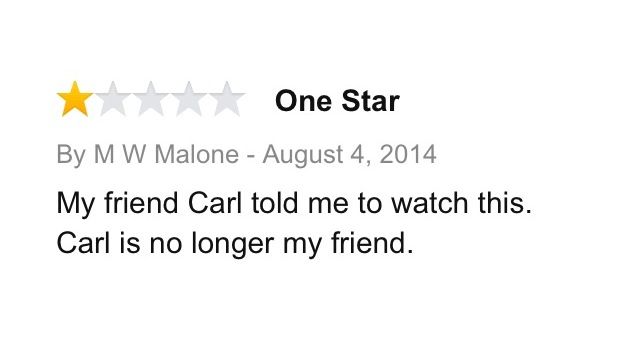 One Star
By M W Malone - August 4, 2014
My friend Carl told me to watch this.
Carl is no longer my friend.